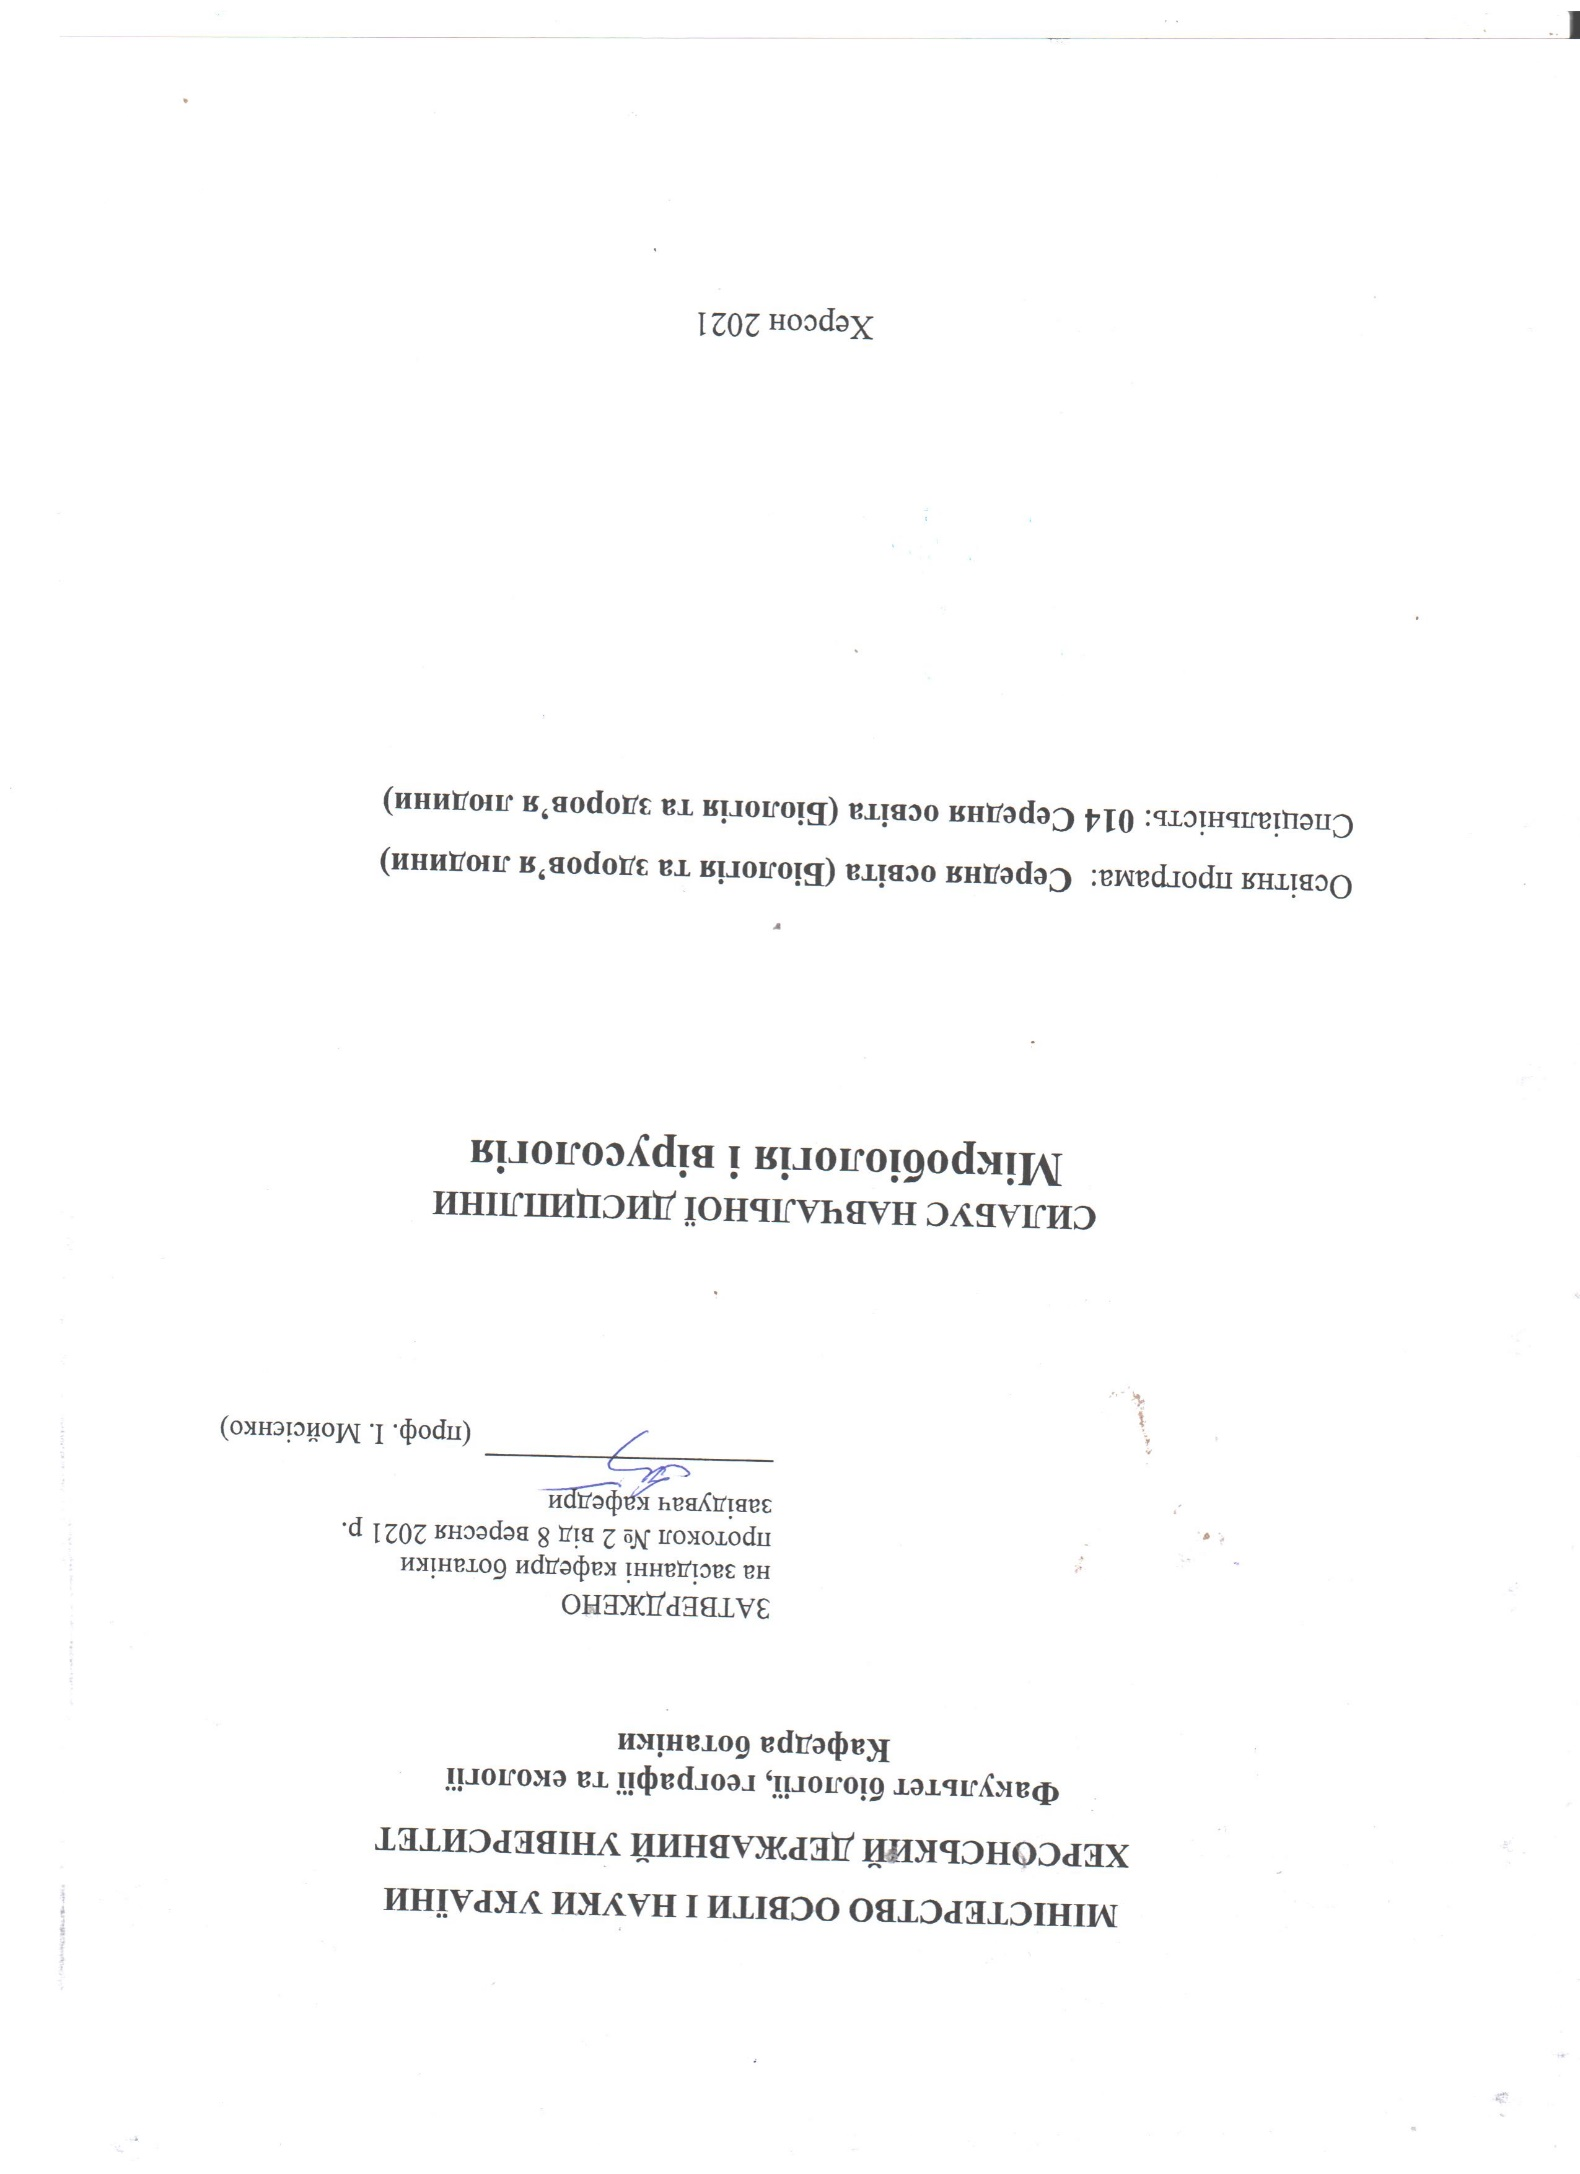 МІНІСТЕРСТВО ОСВІТИ І НАУКИ УКРАЇНИ
ХЕРСОНСЬКИЙ ДЕРЖАВНИЙ УНІВЕРСИТЕТ
Факультет біології, географії та екології
Кафедра ботаніки
ЗАТВЕРДЖЕНО
на засіданні кафедри ботаніки
протокол № 2 від 8 вересня 2021 р.
завідувач кафедри
(проф. І. Мойсієнко)
СИЛАБУС НАВЧАЛЬНОЇ ДИСЦИПЛІНИ
Мікробіологія і вірусологія
Освітня програма: Середня освіта (Біологія та здоров’я людини)
Спеціальність: 014 Середня освіта (Біологія та здоров’я людини)
Херсон 2021